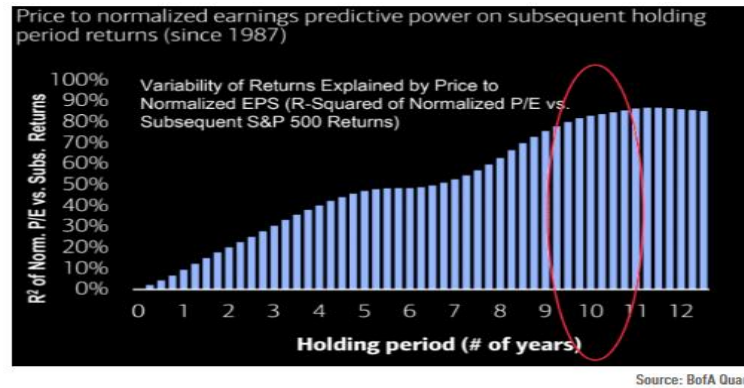 Price to normalized earnings predictive power on subsequent holding
period returns (since 1987)
Variability of Returns Explained by Price to
Normalized EPS (R-Squared of Normalized P/E vs.
Subsequent S&P 500 Returns)
R² of Norm. P/E vs. Subs. Returns
100%
90%
80%
70%
60%
50%
40%
30%
20%
10%
0%
0 1 2 3 4 5 6 7 8 9 10 11 12
Holding period (# of years)
Source: BofA Qua